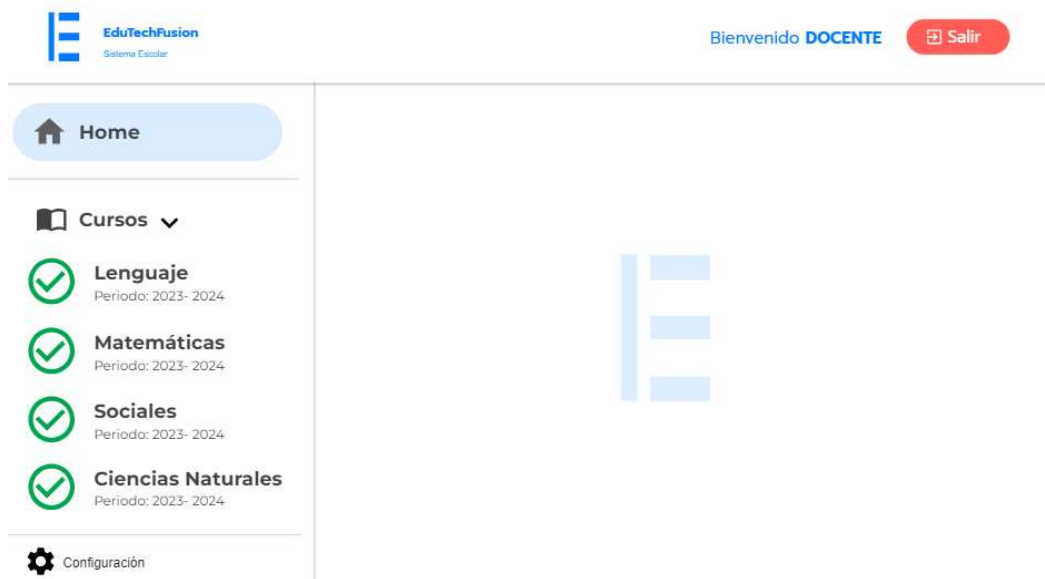 EduTechFusion
Sistema Escolar
Bienvenido DOCENTE
Salir
Home
Cursos
Lenguaje
Periodo: 2023- 2024
Matemáticas
Periodo: 2023- 2024
Sociales
Periodo: 2023- 2024
Ciencias Naturales
Periodo: 2023- 2024
Configuración